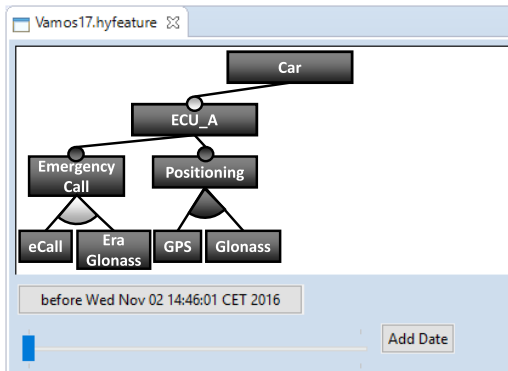 Vamos17.hyfeature
Car
ECU_A
Emergency
Call
Positioning
eCall
Era
Glonass
GPS
Glonass
before Wed Nov 02 14:46:01 CET 2016
Add Date